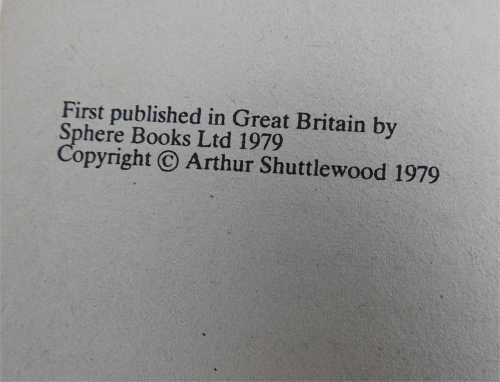 First published in Great Britain by
Sphere Books Ltd 1979
Copyright © Arthur Shuttlewood 1979